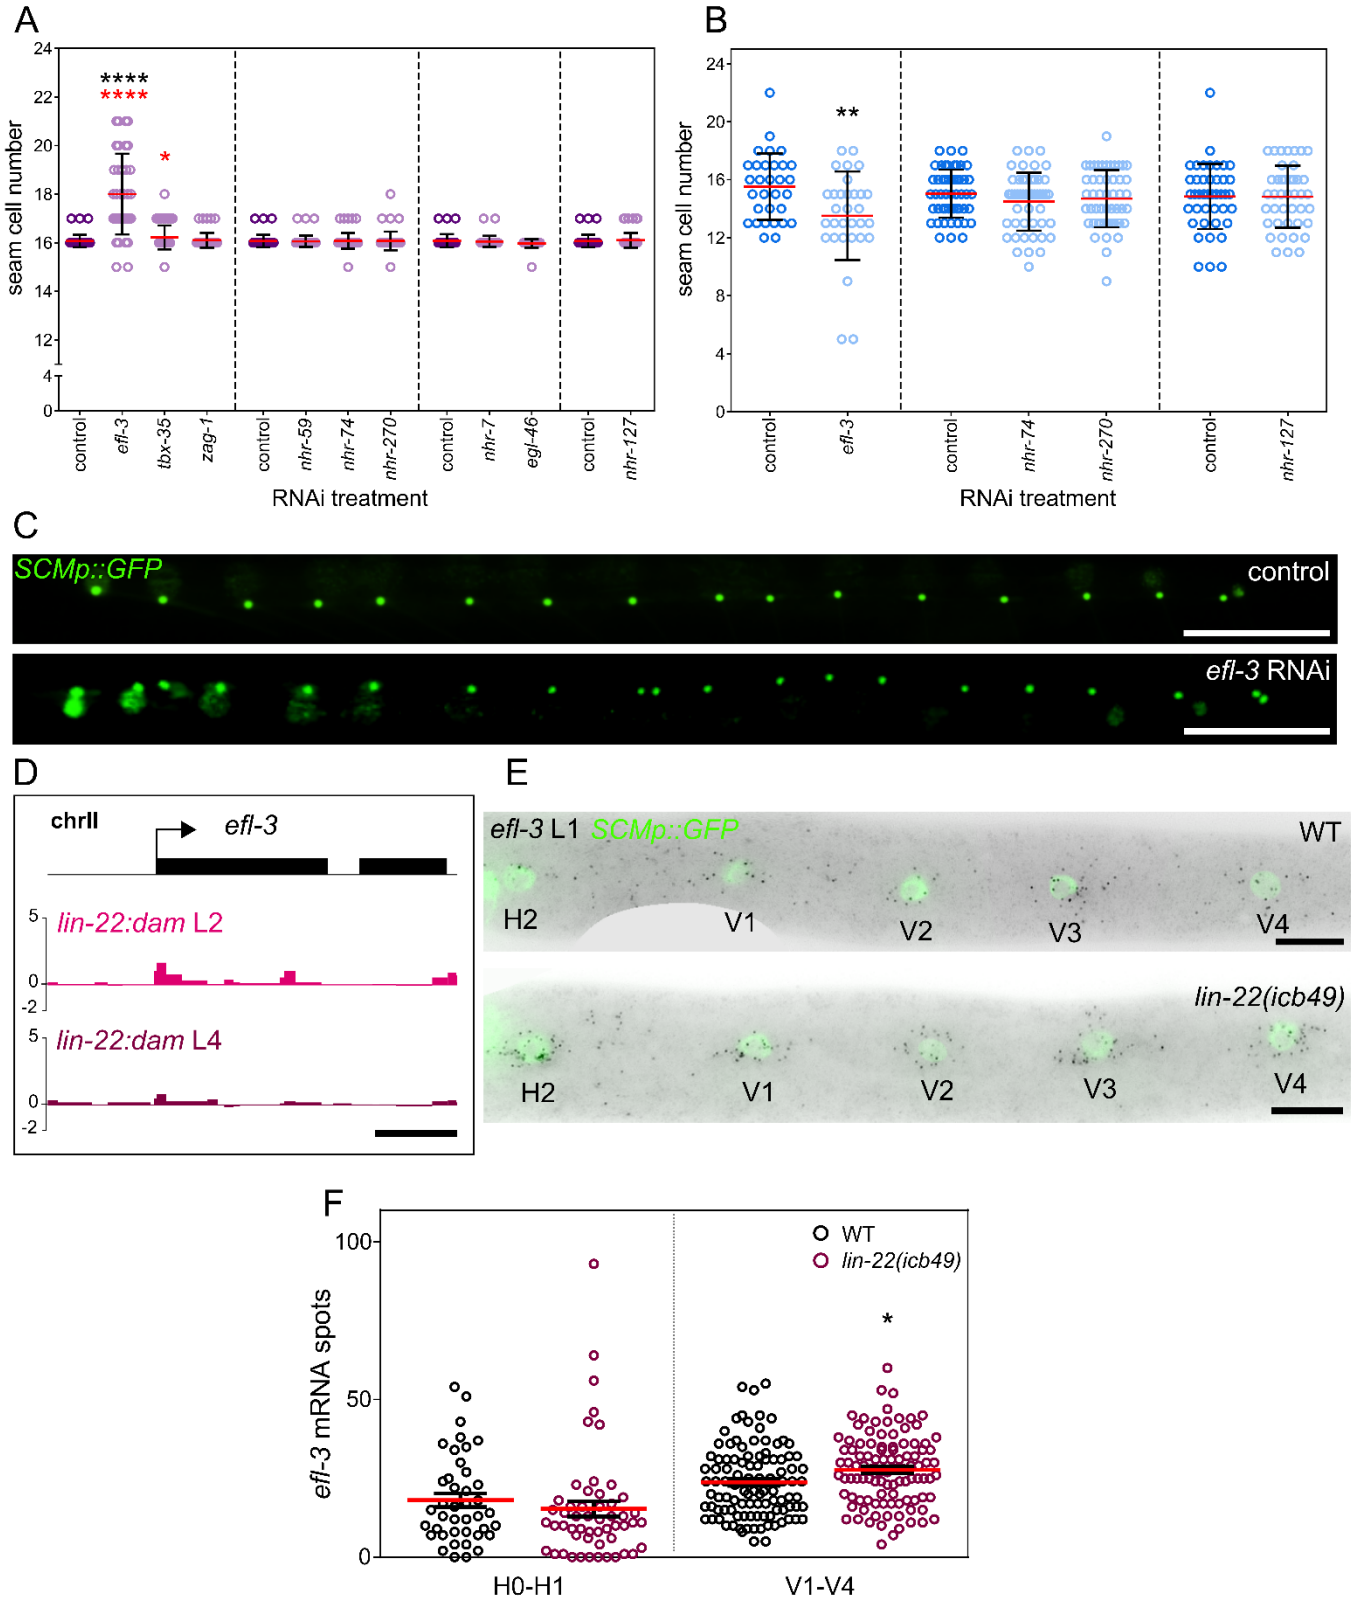 A
24
22
20
18
16
14
12
4
0
seam cell number
****
****
*
control
efl-3
tbx-35
zag-1
control
nhr-59
nhr-74
nhr-270
control
nhr-7
egl-46
control
nhr-127
RNAi treatment
B
24
20
16
12
8
4
0
seam cell number
**
control
efl-3
control
nhr-74
nhr-270
control
nhr-127
RNAi treatment
C
SCMp::GFP
control
efl-3 RNAi
D
chrII
efl-3
5
0
-2
lin-22:dam L2
5
0
-2
lin-22:dam L4
E
efl-3 L1 SCMp::GFP
WT
H2 V1 V2 V3 V4
lin-22(icb49)
H2 V1 V2 V3 V4
F
100
50
0
efl-3 mRNA spots
WT
lin-22(icb49)
*
H0-H1
V1-V4